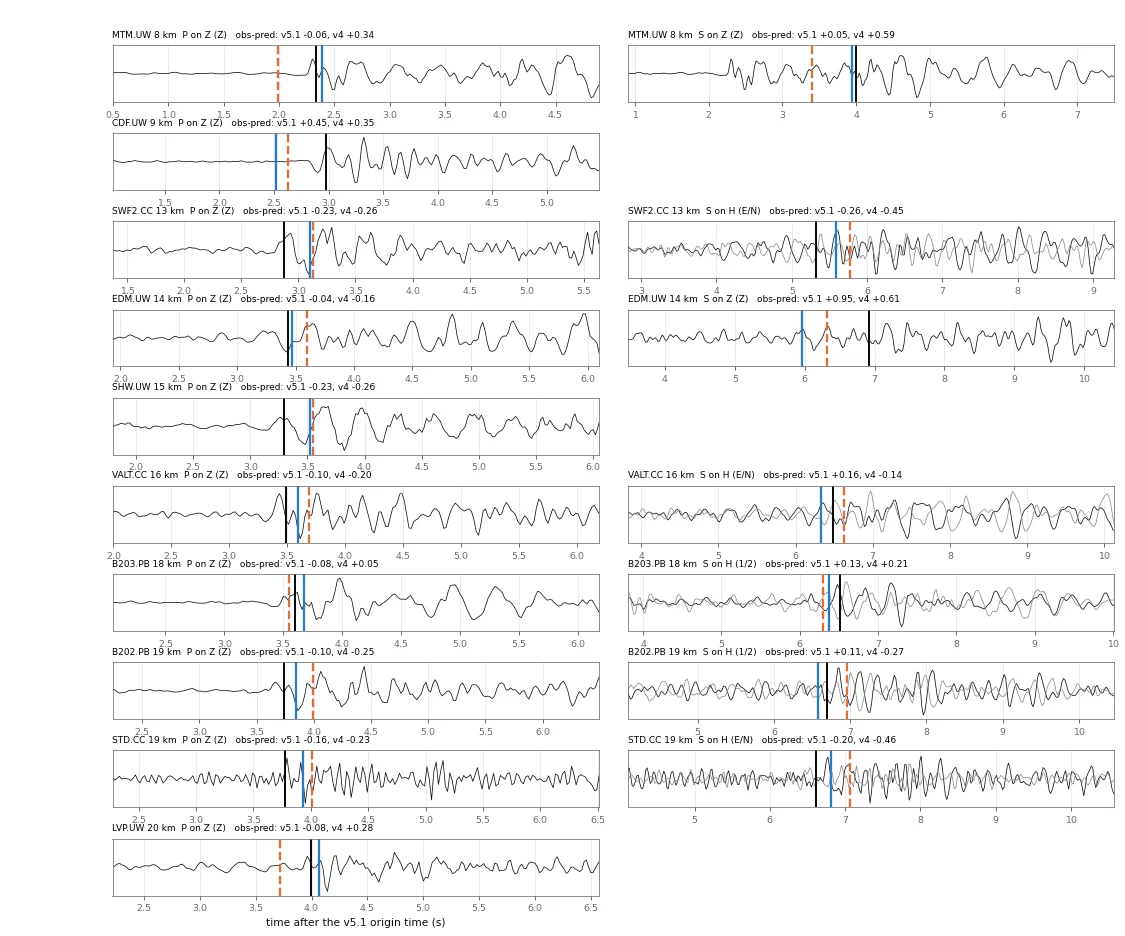 MTM.UW 8 km  P on Z (Z)   obs-pred: v5.1 -0.06, v4 +0.34
0.5 1.0 1.5 2.0 2.5 3.0 3.5 4.0 4.5
MTM.UW 8 km  S on Z (Z)   obs-pred: v5.1 +0.05, v4 +0.59
1 2 3 4 5 6 7
CDF.UW 9 km  P on Z (Z)   obs-pred: v5.1 +0.45, v4 +0.35
1.5 2.0 2.5 3.0 3.5 4.0 4.5 5.0
SWF2.CC 13 km  P on Z (Z)   obs-pred: v5.1 -0.23, v4 -0.26
1.5 2.0 2.5 3.0 3.5 4.0 4.5 5.0 5.5
SWF2.CC 13 km  S on H (E/N)   obs-pred: v5.1 -0.26, v4 -0.45
3 4 5 6 7 8 9
EDM.UW 14 km  P on Z (Z)   obs-pred: v5.1 -0.04, v4 -0.16
2.0 2.5 3.0 3.5 4.0 4.5 5.0 5.5 6.0
EDM.UW 14 km  S on Z (Z)   obs-pred: v5.1 +0.95, v4 +0.61
4 5 6 7 8 9 10
SHW.UW 15 km  P on Z (Z)   obs-pred: v5.1 -0.23, v4 -0.26
2.0 2.5 3.0 3.5 4.0 4.5 5.0 5.5 6.0
VALT.CC 16 km  P on Z (Z)   obs-pred: v5.1 -0.10, v4 -0.20
2.0 2.5 3.0 3.5 4.0 4.5 5.0 5.5 6.0
VALT.CC 16 km  S on H (E/N)   obs-pred: v5.1 +0.16, v4 -0.14
4 5 6 7 8 9 10
B203.PB 18 km  P on Z (Z)   obs-pred: v5.1 -0.08, v4 +0.05
2.5 3.0 3.5 4.0 4.5 5.0 5.5 6.0
B203.PB 18 km  S on H (1/2)   obs-pred: v5.1 +0.13, v4 +0.21
4 5 6 7 8 9 10
B202.PB 19 km  P on Z (Z)   obs-pred: v5.1 -0.10, v4 -0.25
2.5 3.0 3.5 4.0 4.5 5.0 5.5 6.0
B202.PB 19 km  S on H (1/2)   obs-pred: v5.1 +0.11, v4 -0.27
5 6 7 8 9 10
STD.CC 19 km  P on Z (Z)   obs-pred: v5.1 -0.16, v4 -0.23
2.5 3.0 3.5 4.0 4.5 5.0 5.5 6.0 6.5
STD.CC 19 km  S on H (E/N)   obs-pred: v5.1 -0.20, v4 -0.46
5 6 7 8 9 10
LVP.UW 20 km  P on Z (Z)   obs-pred: v5.1 -0.08, v4 +0.28
2.5 3.0 3.5 4.0 4.5 5.0 5.5 6.0 6.5
time after the v5.1 origin time (s)